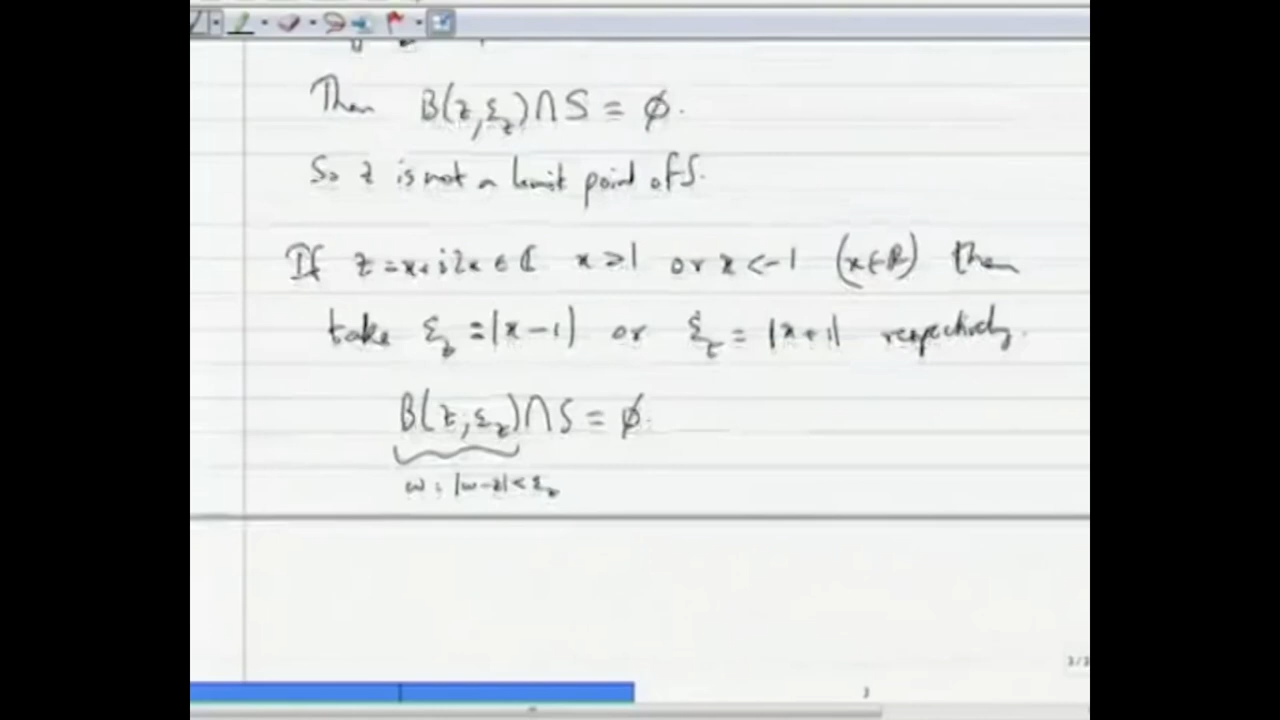 Then B(z, ε_z) ∩ S = ∅.
So z is not a limit point of S.
If z = x + i2x ∈ ℂ x > 1 or x < -1 (x ∈ ℝ) then
take ε_z = |x - 1| or ε_z = |x + 1| respectively.
B(z, ε_z) ∩ S = ∅.
w : |w - z| < ε_z